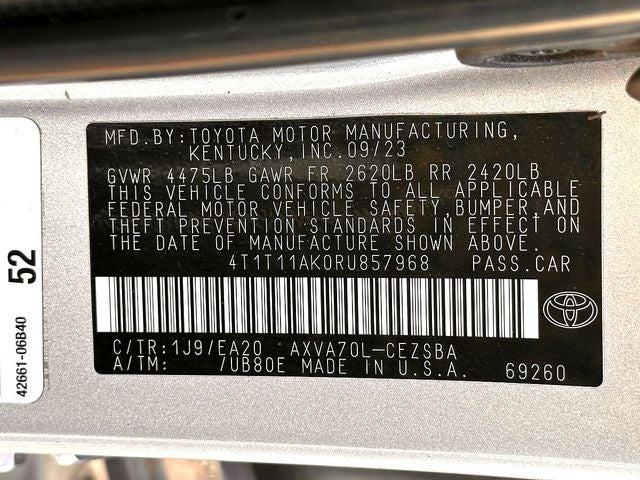 MFD.BY:TOYOTA MOTOR MANUFACTURING,
KENTUCKY,INC.09/23
GVWR 4475LB GAWR FR 2620LB RR 2420LB
THIS VEHICLE CONFORMS TO ALL APPLICABLE
FEDERAL MOTOR VEHICLE SAFETY,BUMPER,AND
THEFT PREVENTION STANDARDS IN EFFECT ON
THE DATE OF MANUFACTURE SHOWN ABOVE.
4T1T11AK0RU857968 PASS.CAR
C/TR:1J9/EA20 AXVA70L-CEZSBA
A/TM: /UB80E MADE IN U.S.A. 69260
52
42661-06B40